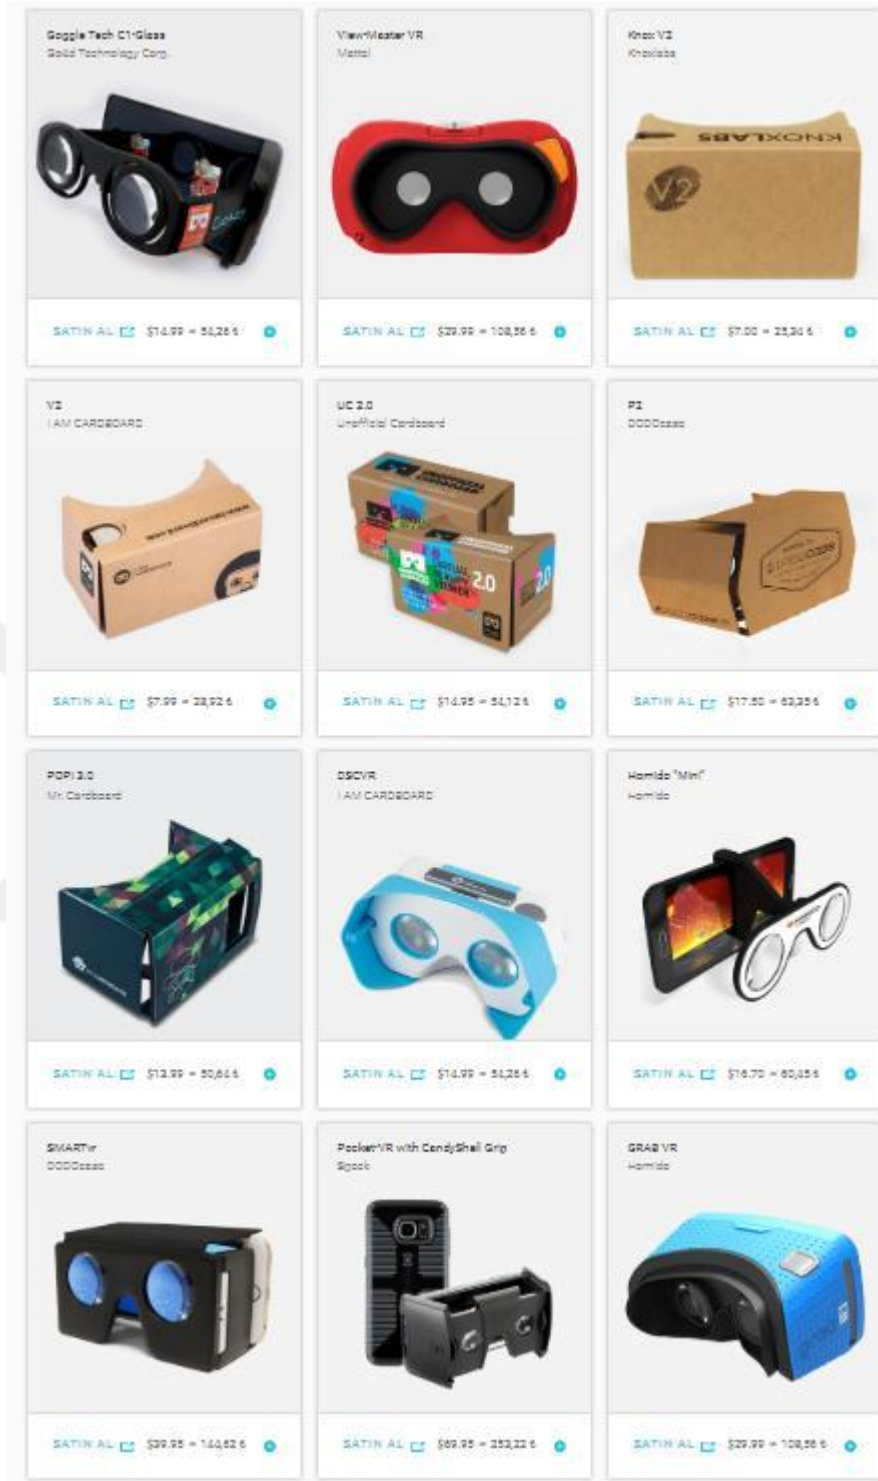 Goggle Tech C1-Glass
Goggle Technology Corp.
View-Master VR
Mattel
Knox V2
Knoxlabs
KNOXLABS
V2
SATIN AL $14.99 = 54,26 ₺
SATIN AL $29.99 = 108,56 ₺
SATIN AL $7.00 = 25,34 ₺
V2
I AM CARDBOARD
UC 2.0
Unofficial Cardboard
P2
DODOcase
2.0
2.0
SATIN AL $7.99 = 28,92 ₺
SATIN AL $14.95 = 54,12 ₺
SATIN AL $17.50 = 63,35 ₺
POP! 3.0
Mr. Cardboard
DSCVR
I AM CARDBOARD
Homido "Mini"
Homido
SATIN AL $13.99 = 50,64 ₺
SATIN AL $14.99 = 54,26 ₺
SATIN AL $16.70 = 60,45 ₺
SMARTvr
DODOcase
Pocket-VR with CandyShell Grip
Speck
GRAB VR
Homido
SATIN AL $39.95 = 144,62 ₺
SATIN AL $69.95 = 253,22 ₺
SATIN AL $29.99 = 108,56 ₺